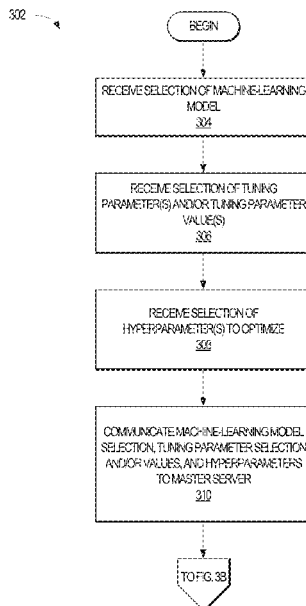 302
BEGIN
RECEIVE SELECTION OF MACHINE-LEARNING
MODEL
304
RECEIVE SELECTION OF TUNING
PARAMETER(S) AND/OR TUNING PARAMETER
VALUE(S)
306
RECEIVE SELECTION OF
HYPERPARAMETER(S) TO OPTIMIZE
308
COMMUNICATE MACHINE-LEARNING MODEL
SELECTION, TUNING PARAMETER SELECTION
AND/OR VALUES, AND HYPERPARAMETERS
TO MASTER SERVER
310
TO FIG. 3B